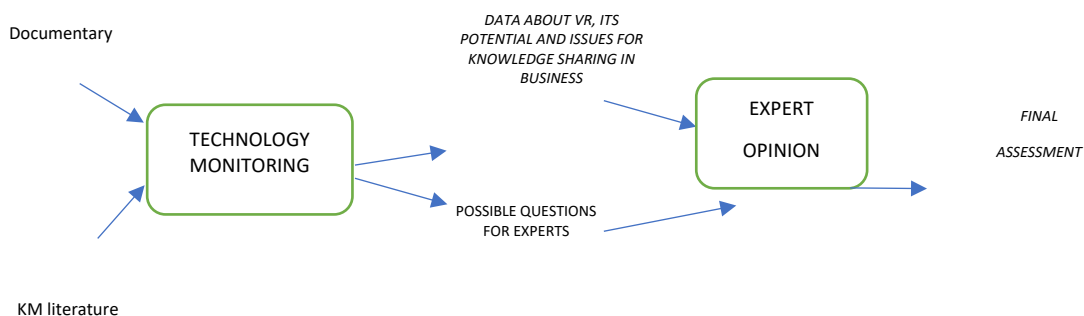 Documentary
KM literature
TECHNOLOGY
MONITORING
DATA ABOUT VR, ITS
POTENTIAL AND ISSUES FOR
KNOWLEDGE SHARING IN
BUSINESS
POSSIBLE QUESTIONS
FOR EXPERTS
EXPERT
OPINION
FINAL
ASSESSMENT